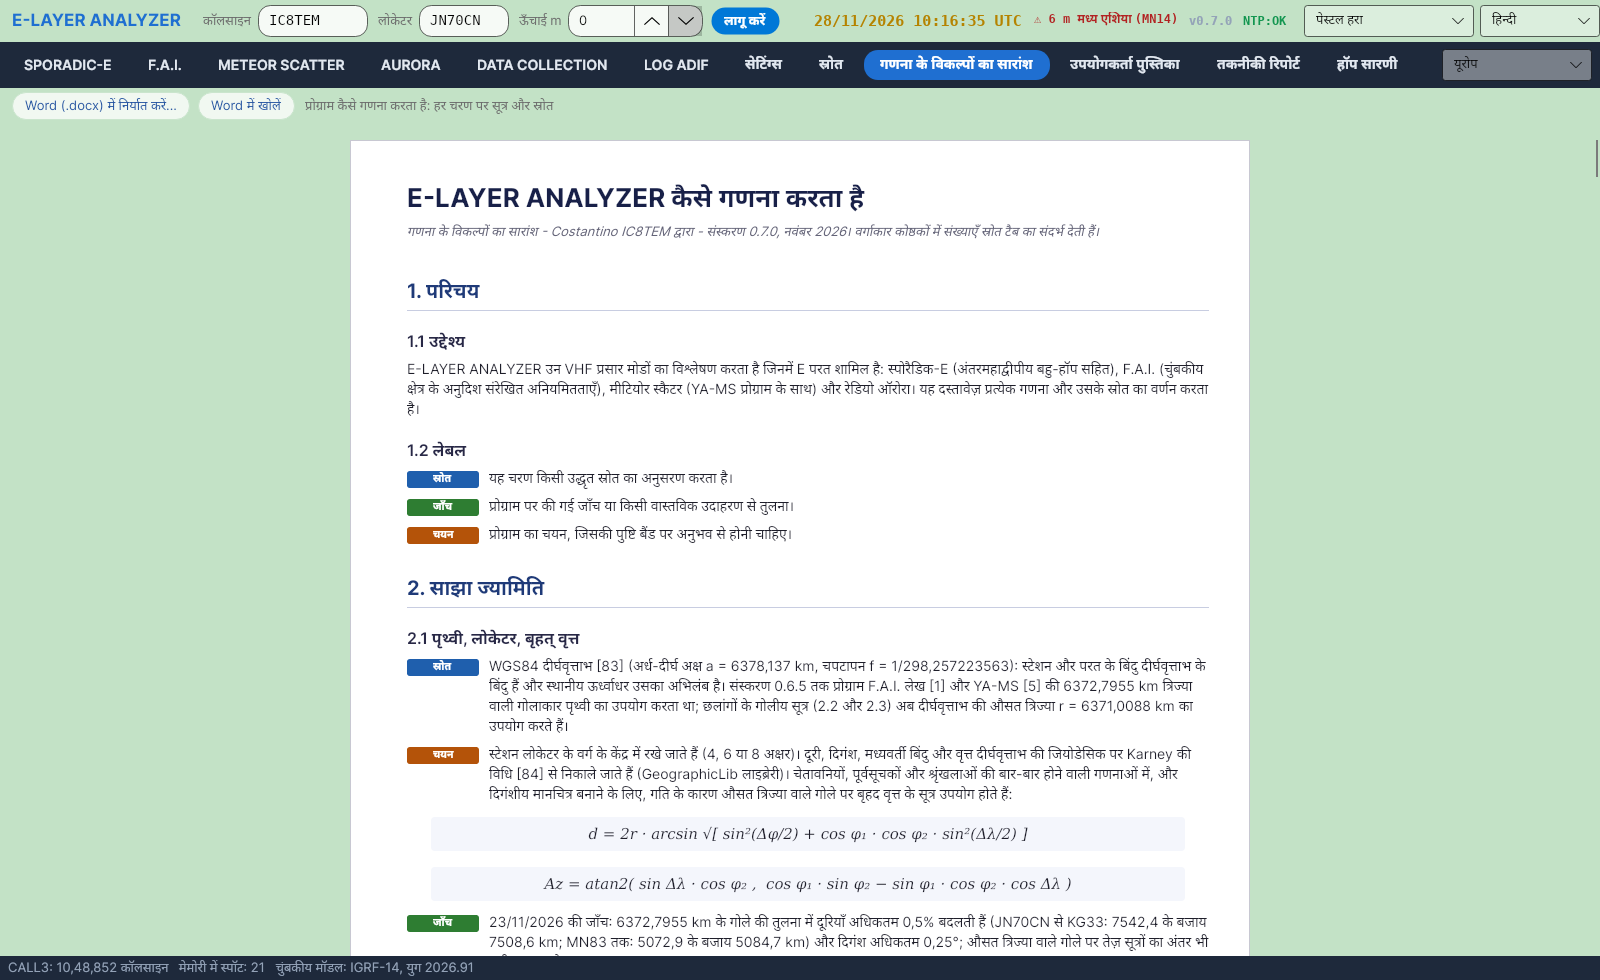 E-LAYER ANALYZER कॉलसाइन IC8TEM लोकेटर JN70CN ऊँचाई m 0 लागू करें 28/11/2026 10:16:35 UTC ⚠ 6 m मध्य एशिया (MN14) v0.7.0 NTP:OK पेस्टल हरा हिन्दी
SPORADIC-E F.A.I. METEOR SCATTER AURORA DATA COLLECTION LOG ADIF सेटिंग्स स्रोत गणना के विकल्पों का सारांश उपयोगकर्ता पुस्तिका तकनीकी रिपोर्ट हॉप सारणी यूरोप
Word (.docx) में निर्यात करें... Word में खोलें प्रोग्राम कैसे गणना करता है: हर चरण पर सूत्र और स्रोत
E-LAYER ANALYZER कैसे गणना करता है
गणना के विकल्पों का सारांश - Costantino IC8TEM द्वारा - संस्करण 0.7.0, नवंबर 2026। वर्गाकार कोष्ठकों में संख्याएँ स्रोत टैब का संदर्भ देती हैं।
1. परिचय
1.1 उद्देश्य
E-LAYER ANALYZER उन VHF प्रसार मोडों का विश्लेषण करता है जिनमें E परत शामिल है: स्पोरैडिक-E (अंतरमहाद्वीपीय बहु-हॉप सहित), F.A.I. (चुंबकीय
क्षेत्र के अनुदिश संरेखित अनियमितताएँ), मीटियोर स्कैटर (YA-MS प्रोग्राम के साथ) और रेडियो ऑरोरा। यह दस्तावेज़ प्रत्येक गणना और उसके स्रोत का वर्णन करता
है।
1.2 लेबल
स्रोत यह चरण किसी उद्धृत स्रोत का अनुसरण करता है।
जाँच प्रोग्राम पर की गई जाँच या किसी वास्तविक उदाहरण से तुलना।
चयन प्रोग्राम का चयन, जिसकी पुष्टि बैंड पर अनुभव से होनी चाहिए।
2. साझा ज्यामिति
2.1 पृथ्वी, लोकेटर, बृहत् वृत्त
स्रोत WGS84 दीर्घवृत्ताभ [83] (अर्ध-दीर्घ अक्ष a = 6378,137 km, चपटापन f = 1/298,257223563): स्टेशन और परत के बिंदु दीर्घवृत्ताभ के
बिंदु हैं और स्थानीय ऊर्ध्वाधर उसका अभिलंब है। संस्करण 0.6.5 तक प्रोग्राम F.A.I. लेख [1] और YA-MS [5] की 6372,7955 km त्रिज्या
वाली गोलाकार पृथ्वी का उपयोग करता था; छलांगों के गोलीय सूत्र (2.2 और 2.3) अब दीर्घवृत्ताभ की औसत त्रिज्या r = 6371,0088 km का
उपयोग करते हैं।
चयन स्टेशन लोकेटर के वर्ग के केंद्र में रखे जाते हैं (4, 6 या 8 अक्षर)। दूरी, दिगंश, मध्यवर्ती बिंदु और वृत्त दीर्घवृत्ताभ की जियोडेसिक पर Karney की
विधि [84] से निकाले जाते हैं (GeographicLib लाइब्रेरी)। चेतावनियों, पूर्वसूचकों और श्रृंखलाओं की बार-बार होने वाली गणनाओं में, और
दिगंशीय मानचित्र बनाने के लिए, गति के कारण औसत त्रिज्या वाले गोले पर बृहद वृत्त के सूत्र उपयोग होते हैं:
d = 2r · arcsin √[ sin²(Δφ/2) + cos φ₁ · cos φ₂ · sin²(Δλ/2) ]
Az = atan2( sin Δλ · cos φ₂ , cos φ₁ · sin φ₂ − sin φ₁ · cos φ₂ · cos Δλ )
जाँच 23/11/2026 की जाँच: 6372,7955 km के गोले की तुलना में दूरियाँ अधिकतम 0,5% बदलती हैं (JN70CN से KG33: 7542,4 के बजाय
7508,6 km; MN83 तक: 5072,9 के बजाय 5084,7 km) और दिगंश अधिकतम 0,25°; औसत त्रिज्या वाले गोले पर तेज़ सूत्रों का अंतर भी
CALL3: 10,48,852 कॉलसाइन मेमोरी में स्पॉट: 21 चुंबकीय मॉडल: IGRF-14, युग 2026.91